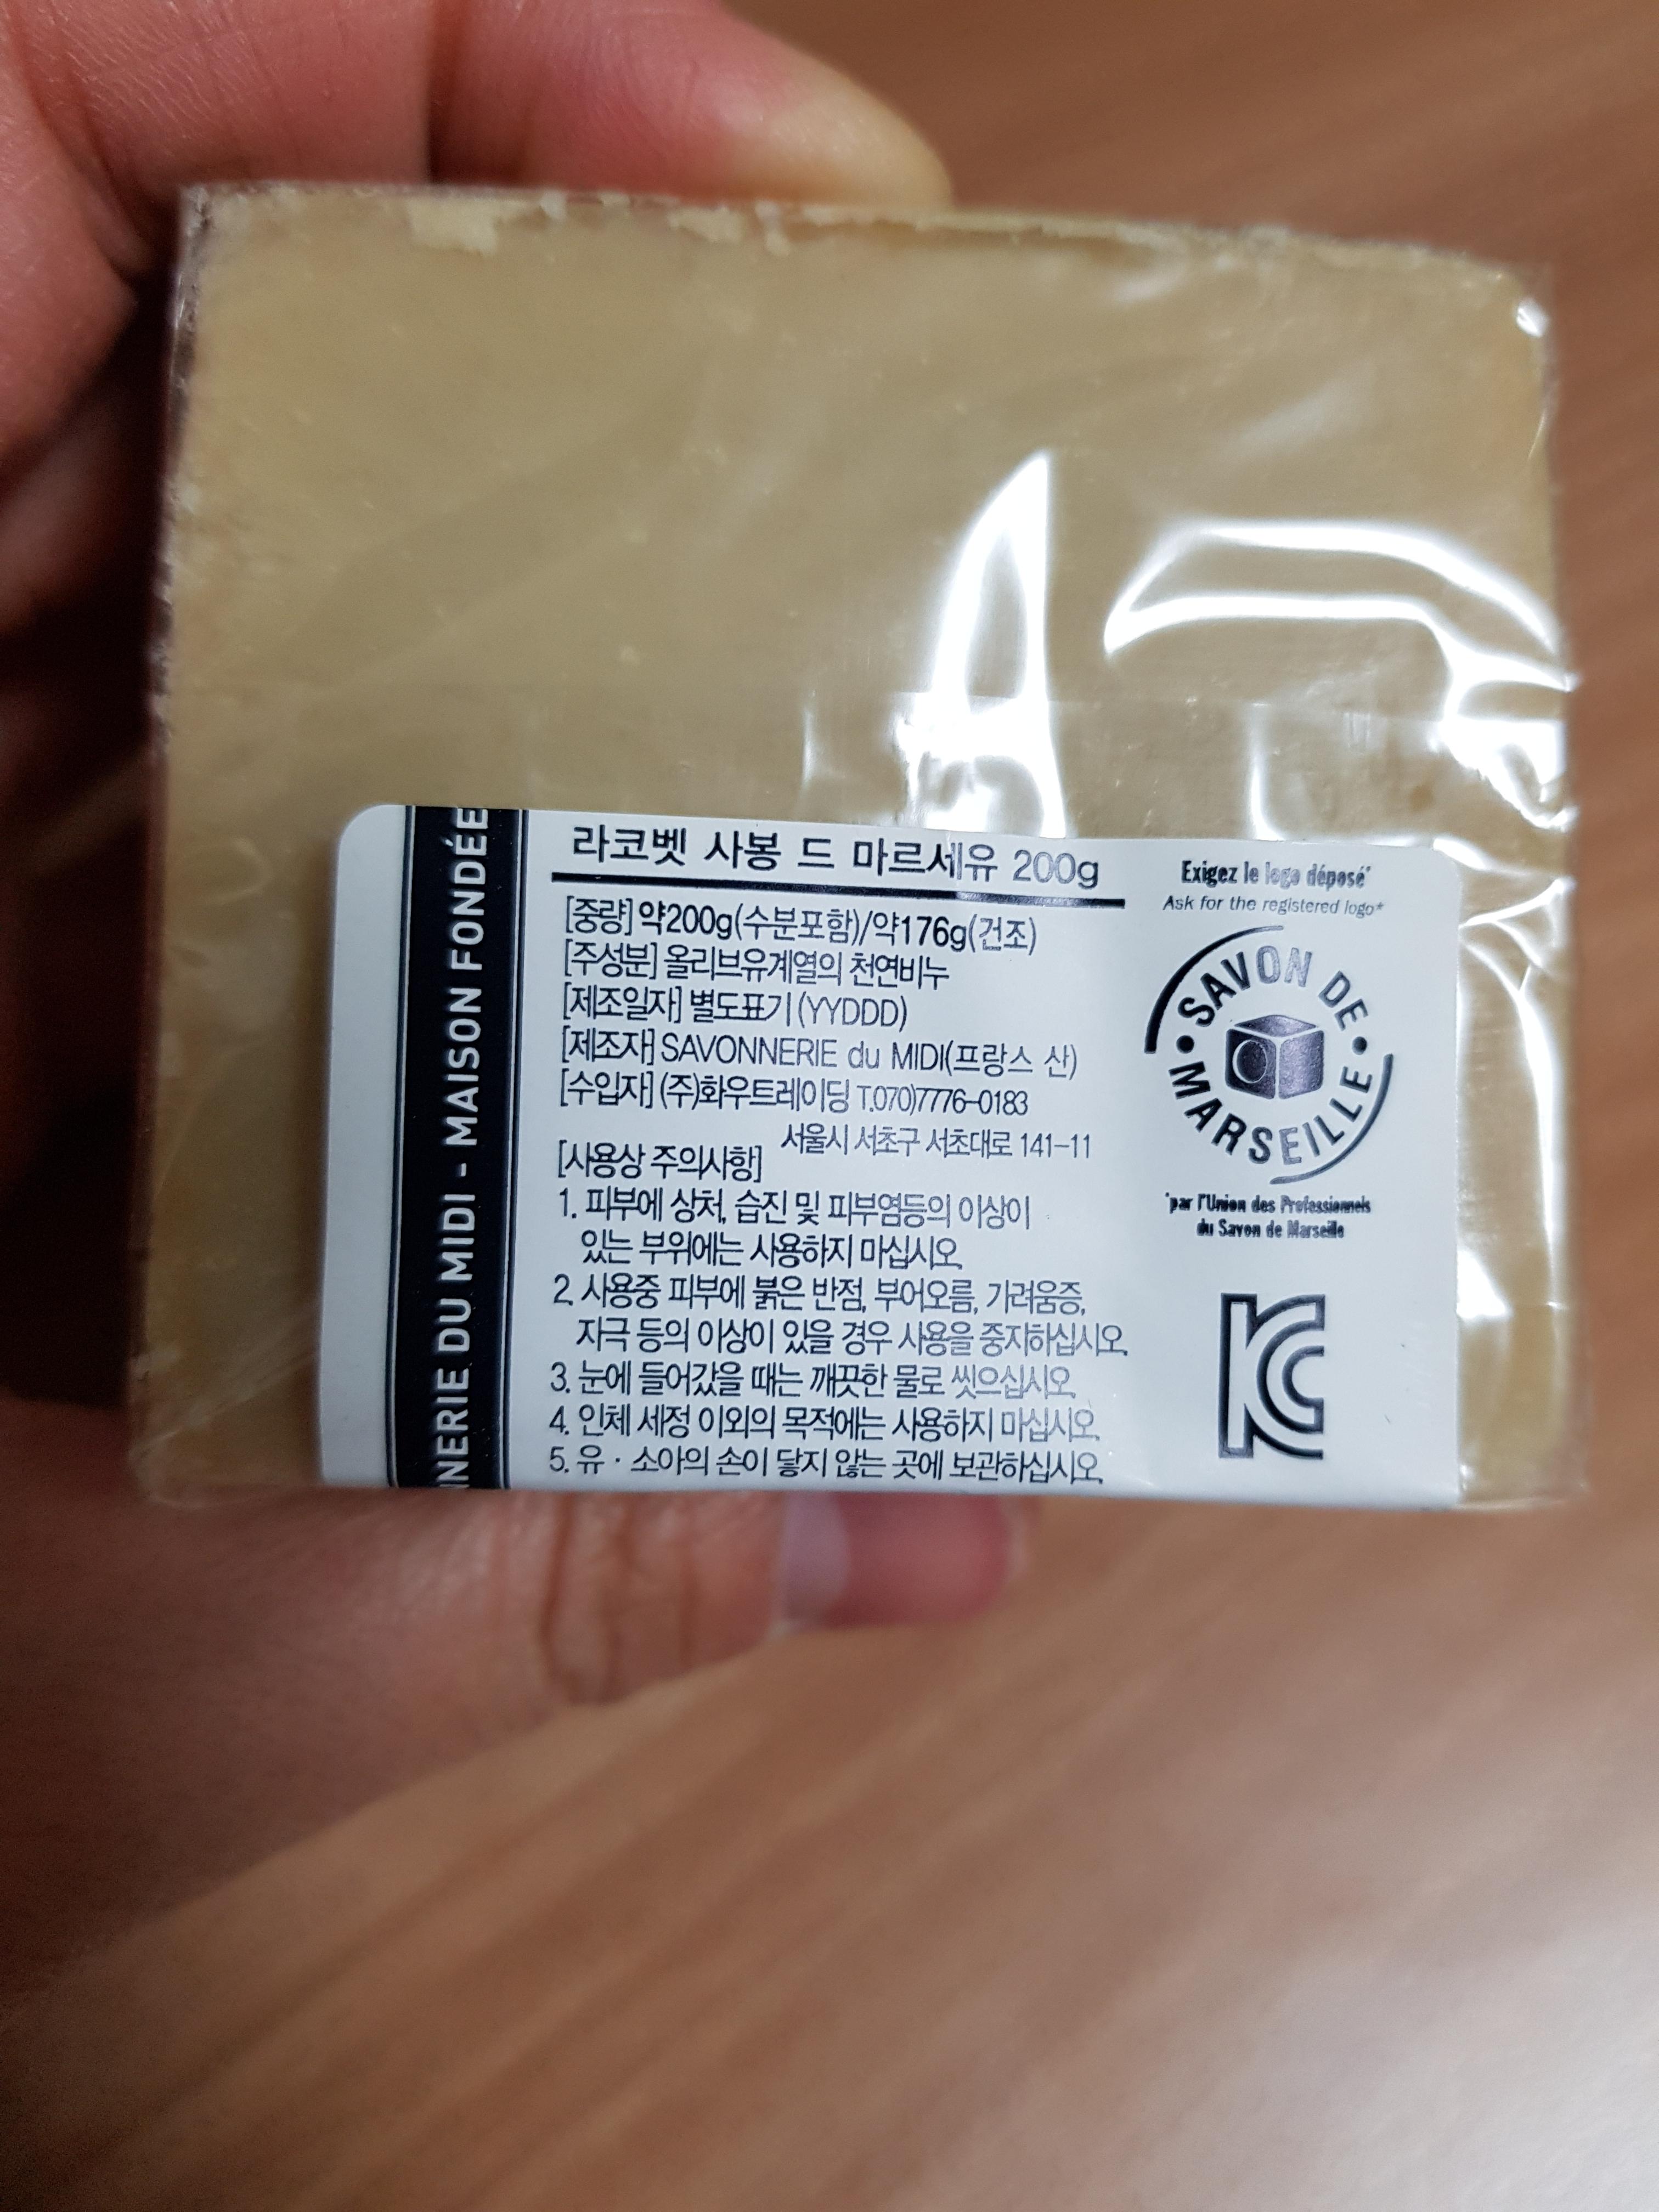 NNERIE DU MIDI - MAISON FONDÉE
라코벳 사봉 드 마르세유 200g
[중량] 약200g(수분포함)/약176g(건조)
[주성분] 올리브유계열의 천연비누
[제조일자] 별도표기 (YYDDD)
[제조자] SAVONNERIE du MIDI(프랑스 산)
[수입자] (주)화우트레이딩 T.070)7776-0183
서울시 서초구 서초대로 141-11
[사용상 주의사항]
1. 피부에 상처, 습진 및 피부염등의 이상이
있는 부위에는 사용하지 마십시오.
2. 사용중 피부에 붉은 반점, 부어오름, 가려움증,
자극 등의 이상이 있을 경우 사용을 중지하십시오.
3. 눈에 들어갔을 때는 깨끗한 물로 씻으십시오.
4. 인체 세정 이외의 목적에는 사용하지 마십시오.
5. 유 · 소아의 손이 닿지 않는 곳에 보관하십시오.
Exigez le logo déposé*
Ask for the registered logo*
SAVON DE
MARSEILLE
*par l'Union des Professionnels
du Savon de Marseille
KC